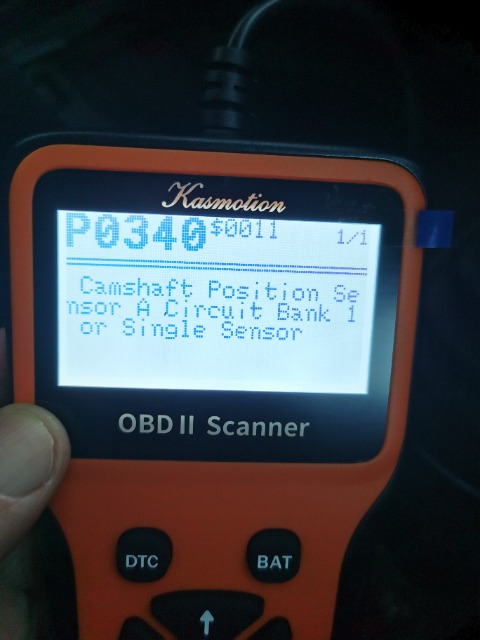 Kasmotion
P0340 $0011 1/1
Camshaft Position Se
nsor A Circuit Bank 1
or Single Sensor
OBD II Scanner
DTC
BAT